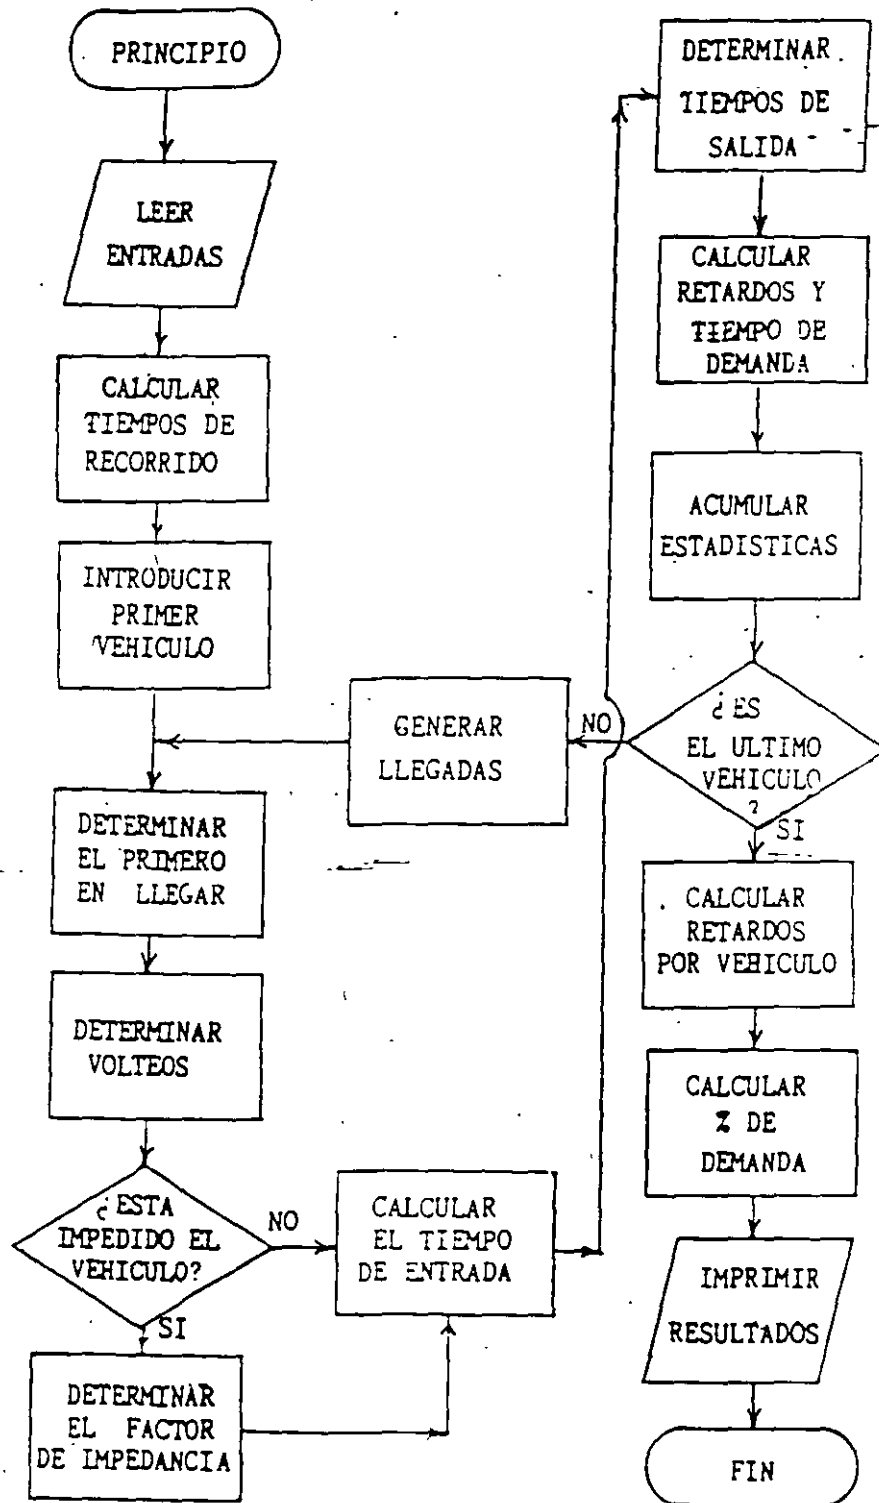 PRINCIPIO
LEER
ENTRADAS
CALCULAR
TIEMPOS DE
RECORRIDO
INTRODUCIR
PRIMER
VEHICULO
DETERMINAR
EL PRIMERO
EN LLEGAR
DETERMINAR
VOLTEOS
¿ESTA
IMPEDIDO EL
VEHICULO?
NO
SI
DETERMINAR
EL FACTOR
DE IMPEDANCIA
CALCULAR
EL TIEMPO
DE ENTRADA
GENERAR
LLEGADAS
DETERMINAR
TIEMPOS DE
SALIDA
CALCULAR
RETARDOS Y
TIEMPO DE
DEMANDA
ACUMULAR
ESTADISTICAS
¿ES
EL ULTIMO
VEHICULO
?
NO
SI
CALCULAR
RETARDOS
POR VEHICULO
CALCULAR
% DE
DEMANDA
IMPRIMIR
RESULTADOS
FIN